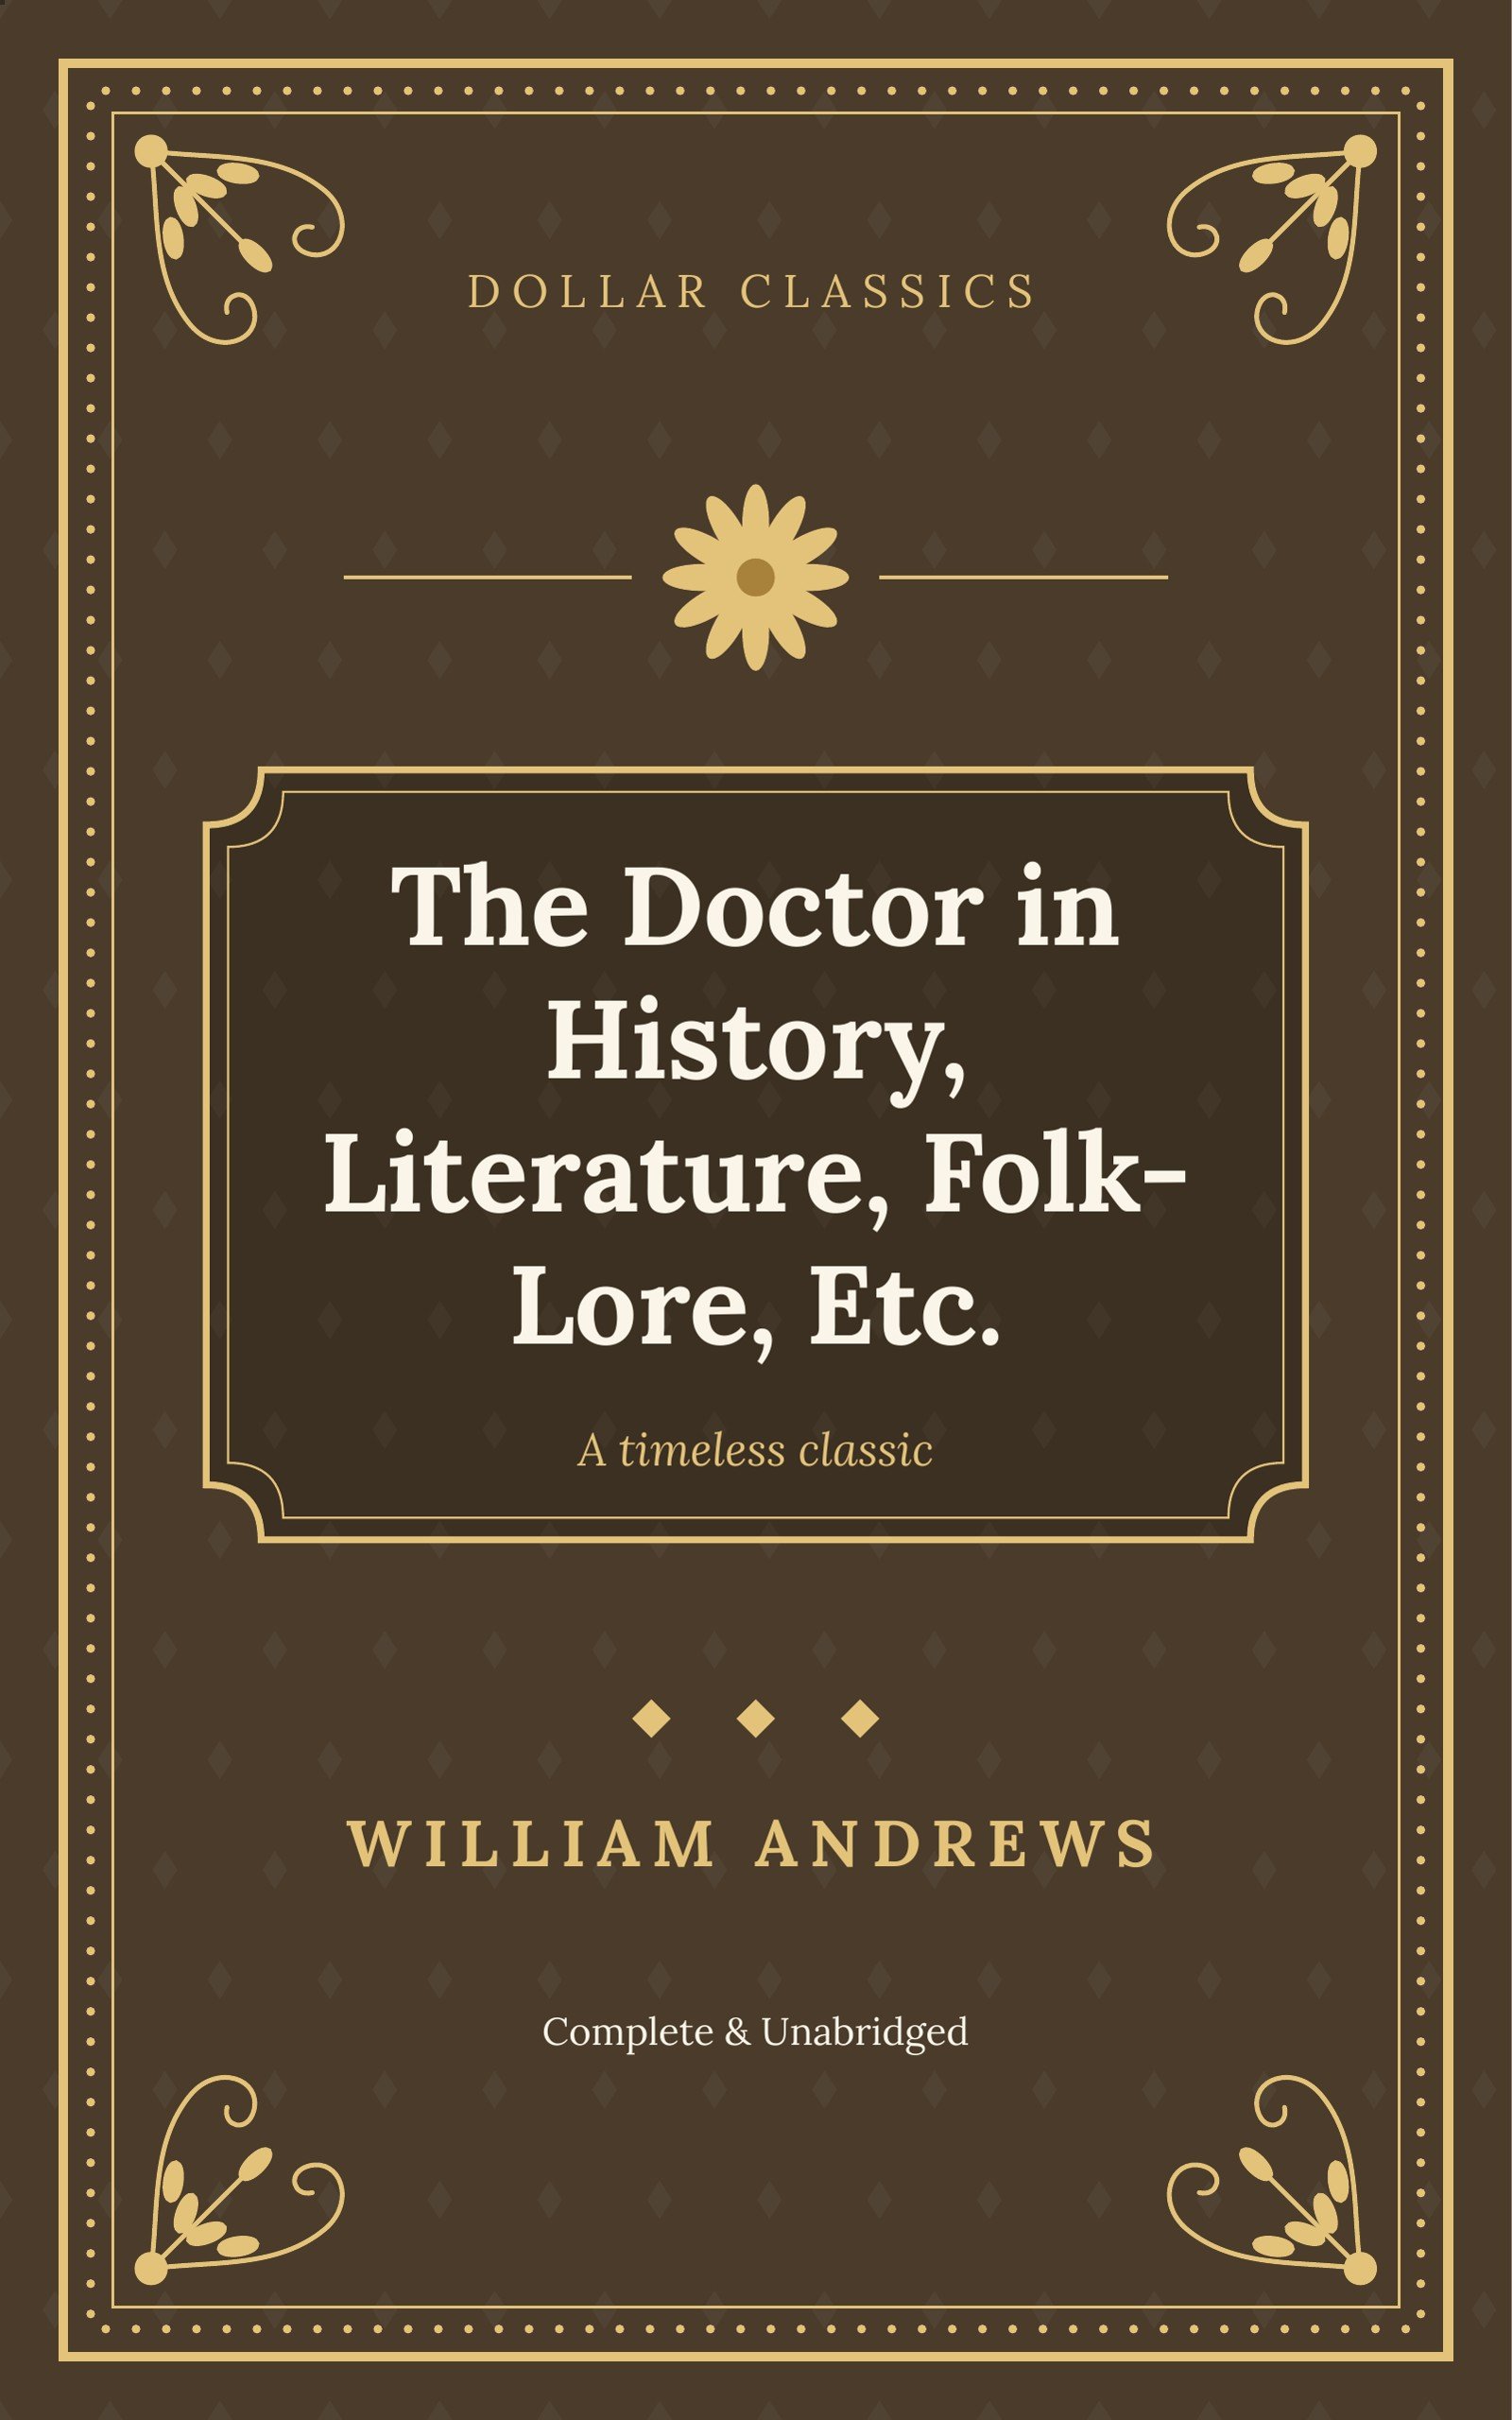 DOLLAR CLASSICS
The Doctor in
History,
Literature, Folk-
Lore, Etc.
A timeless classic
WILLIAM ANDREWS
Complete & Unabridged